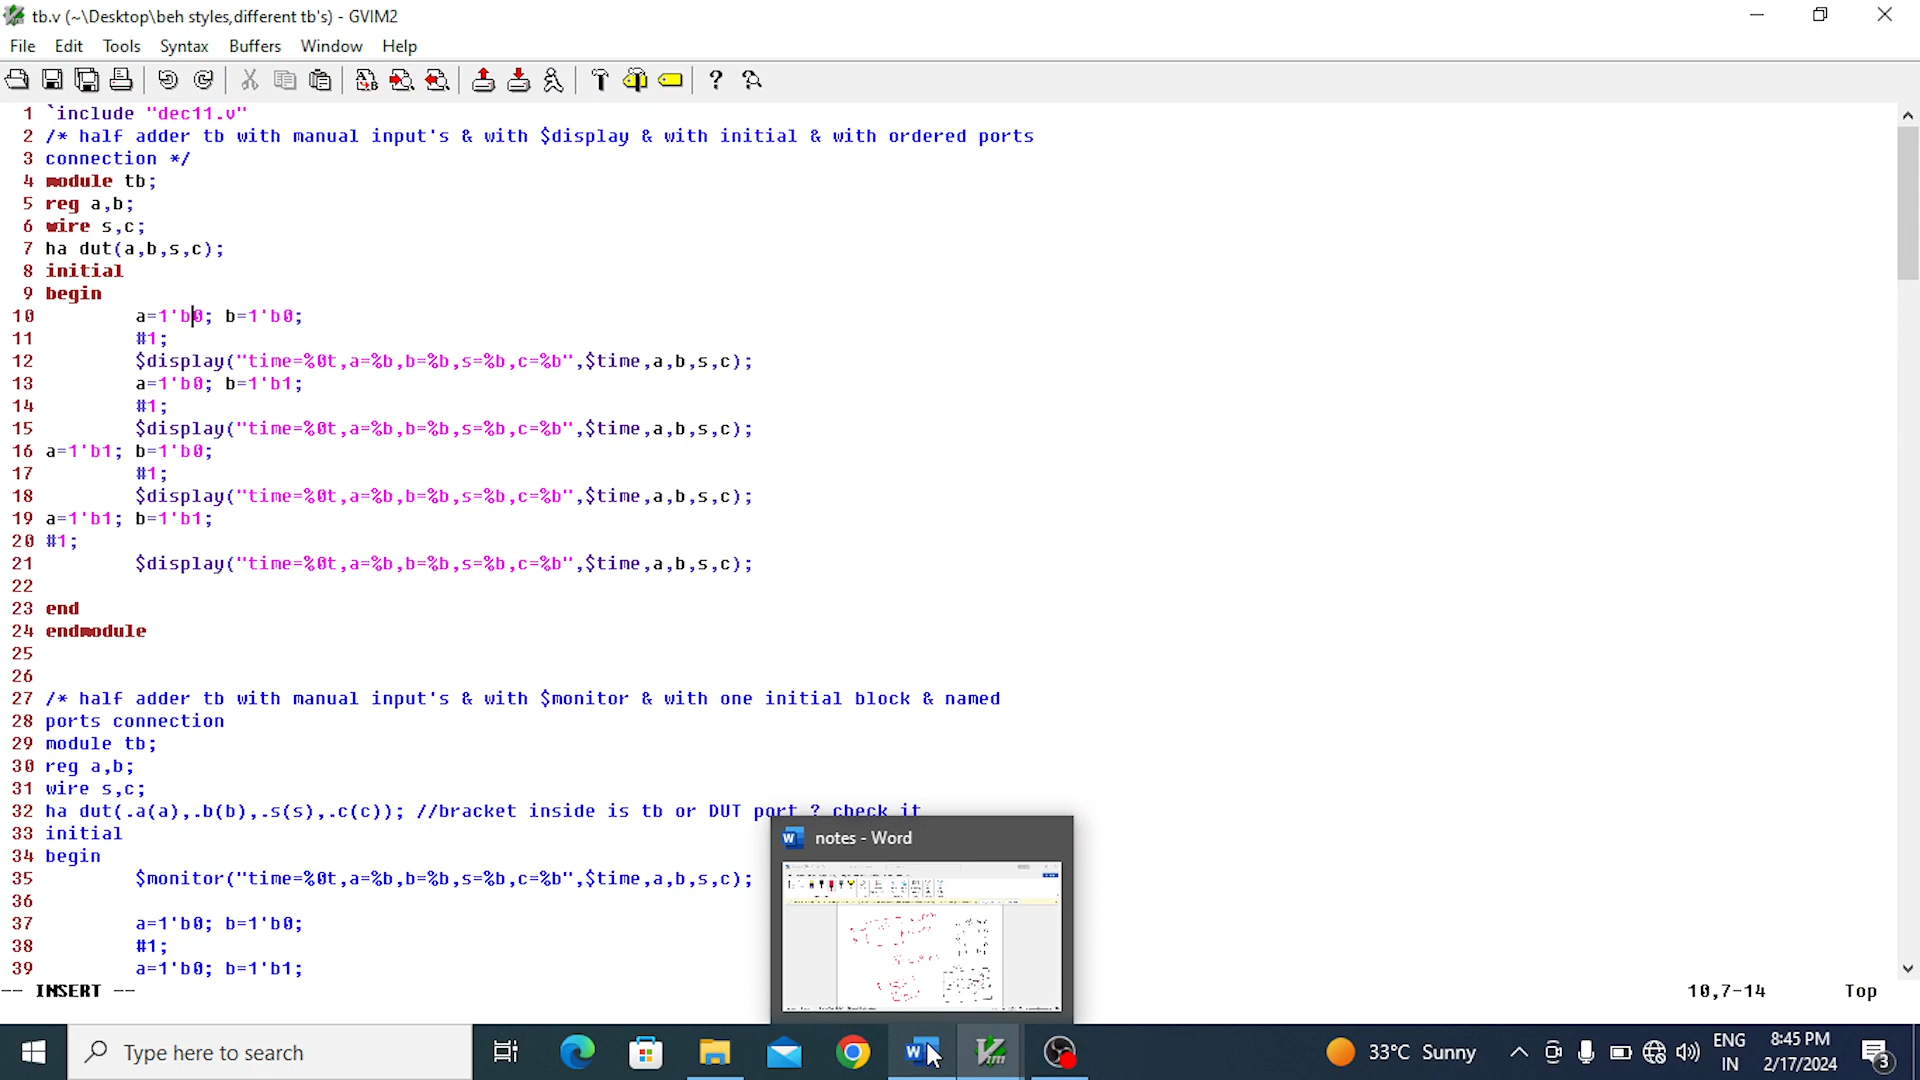 tb.v (~\Desktop\beh styles,different tb's) - GVIM2
File Edit Tools Syntax Buffers Window Help
1 `include "dec11.v"
2 /* half adder tb with manual input's & with $display & with initial & with ordered ports
3 connection */
4 module tb;
5 reg a,b;
6 wire s,c;
7 ha dut(a,b,s,c);
8 initial
9 begin
10 a=1'b0; b=1'b0;
11 #1;
12 $display("time=%0t,a=%b,b=%b,s=%b,c=%b",$time,a,b,s,c);
13 a=1'b0; b=1'b1;
14 #1;
15 $display("time=%0t,a=%b,b=%b,s=%b,c=%b",$time,a,b,s,c);
16 a=1'b1; b=1'b0;
17 #1;
18 $display("time=%0t,a=%b,b=%b,s=%b,c=%b",$time,a,b,s,c);
19 a=1'b1; b=1'b1;
20 #1;
21 $display("time=%0t,a=%b,b=%b,s=%b,c=%b",$time,a,b,s,c);
22
23 end
24 endmodule
25
26
27 /* half adder tb with manual input's & with $monitor & with one initial block & named
28 ports connection
29 module tb;
30 reg a,b;
31 wire s,c;
32 ha dut(.a(a),.b(b),.s(s),.c(c)); //bracket inside is tb or DUT port ? check it
33 initial
34 begin
35 $monitor("time=%0t,a=%b,b=%b,s=%b,c=%b",$time,a,b,s,c);
36
37 a=1'b0; b=1'b0;
38 #1;
39 a=1'b0; b=1'b1;
notes - Word
-- INSERT -- 10,7-14 Top
Type here to search
33°C Sunny
ENG
IN
8:45 PM
2/17/2024
3